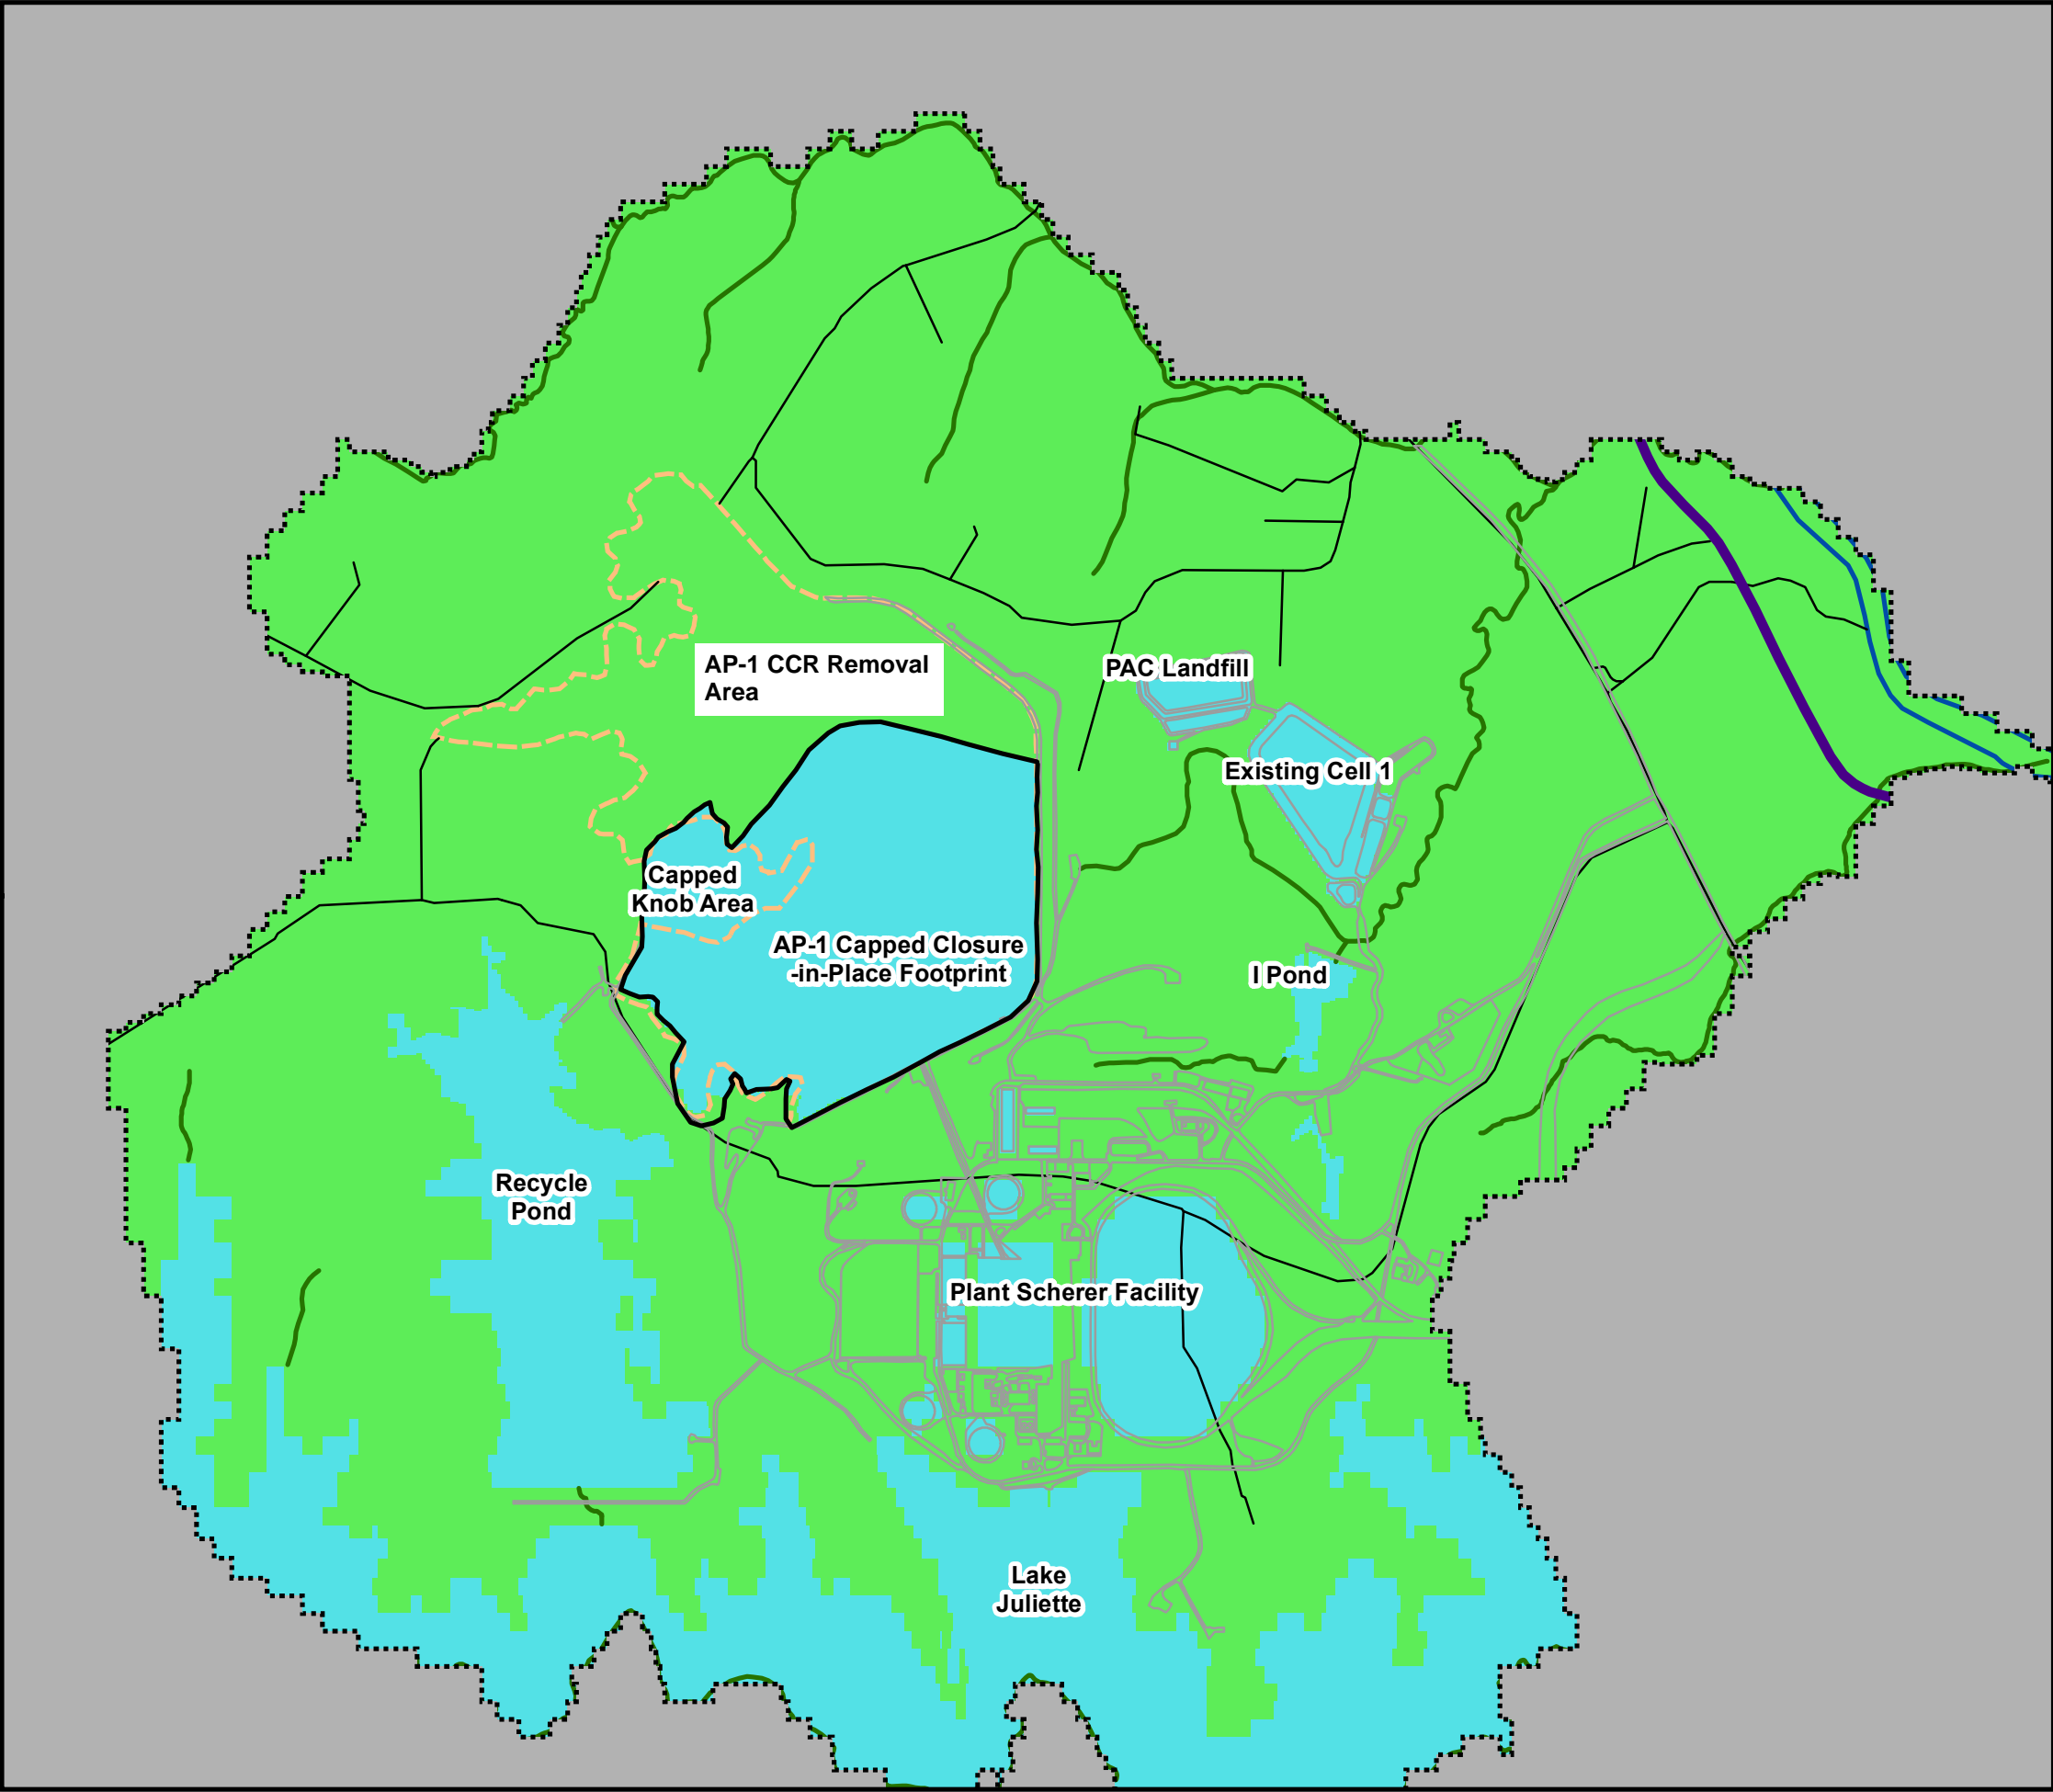 AP-1 CCR Removal
Area
PAC Landfill
Existing Cell 1
Capped
Knob Area
AP-1 Capped Closure
-in-Place Footprint
I Pond
Recycle
Pond
Plant Scherer Facility
Lake
Juliette